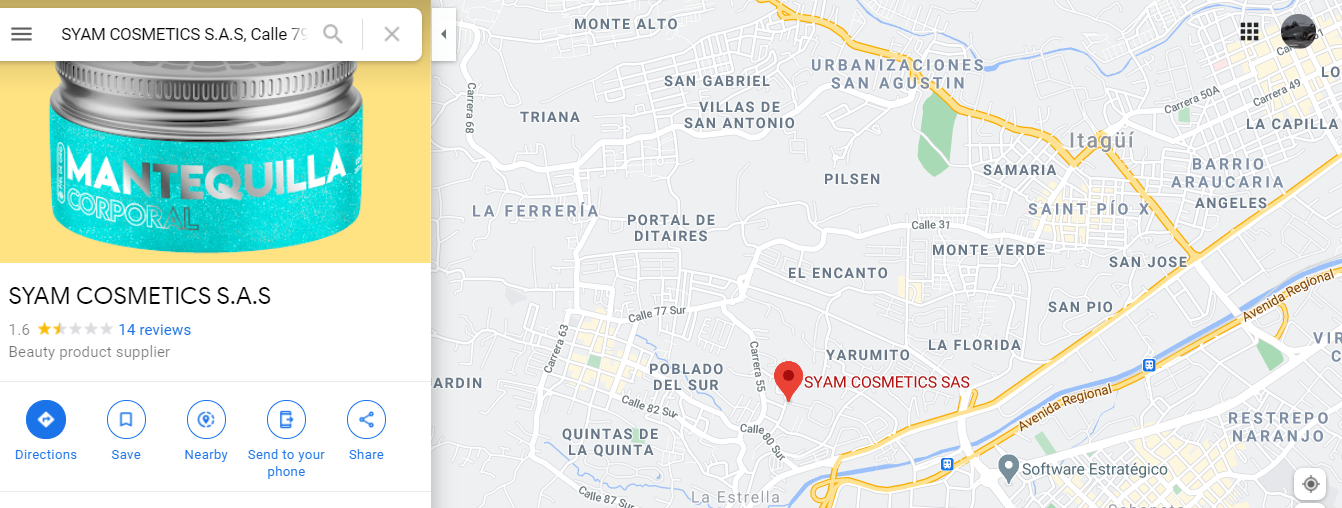 SYAM COSMETICS S.A.S, Calle 79
MANTEQUILLA
CORPORAL
SYAM COSMETICS S.A.S
1.6
14 reviews
Beauty product supplier
Directions
Save
Nearby
Send to your
phone
Share
MONTE ALTO
URBANIZACIONES
SAN AGUSTIN
SAN GABRIEL
VILLAS DE
SAN ANTONIO
TRIANA
Carrera 68
Carrera 50A
Carrera 49
LA CAPILLA
Itagüí
SAMARIA
BARRIO
ARAUCARIA
ANGELES
PILSEN
SAINT PÍO X
LA FERRERÍA
PORTAL DE
DITAIRES
Calle 31
MONTE VERDE
SAN JOSE
EL ENCANTO
Avenida Regional
SAN PIO
Calle 77 Sur
LA FLORIDA
Carrera 63
Carrera 55
YARUMITO
POBLADO
DEL SUR
SYAM COSMETICS SAS
ARDIN
Avenida Regional
Calle 82 Sur
RESTREPO
NARANJO
Calle 80 Sur
QUINTAS DE
LA QUINTA
Software Estratégico
Calle 87 Sur
La Estrella